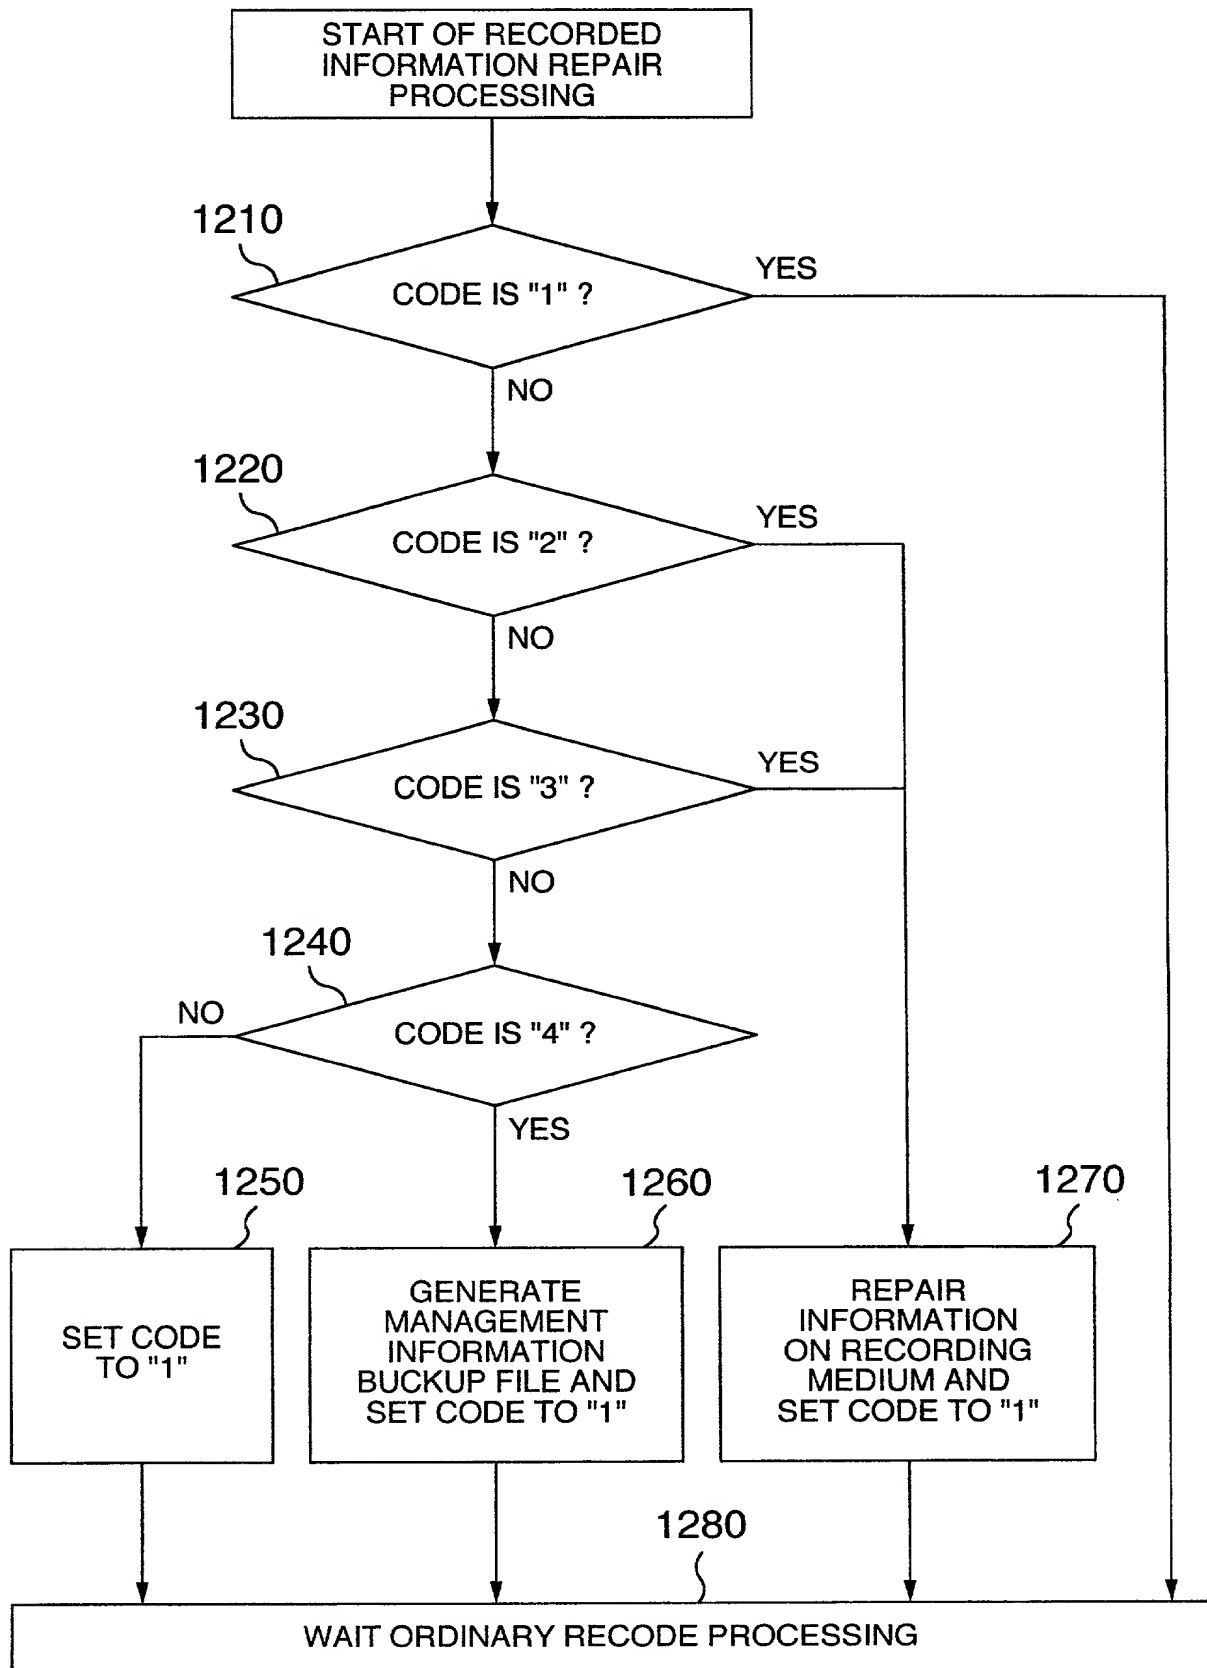 START OF RECORDED
INFORMATION REPAIR
PROCESSING
1210
CODE IS "1" ?
YES
NO
1220
CODE IS "2" ?
YES
NO
1230
CODE IS "3" ?
YES
NO
1240
CODE IS "4" ?
NO
YES
1250
SET CODE
TO "1"
1260
GENERATE
MANAGEMENT
INFORMATION
BUCKUP FILE AND
SET CODE TO "1"
1270
REPAIR
INFORMATION
ON RECORDING
MEDIUM AND
SET CODE TO "1"
1280
WAIT ORDINARY RECODE PROCESSING